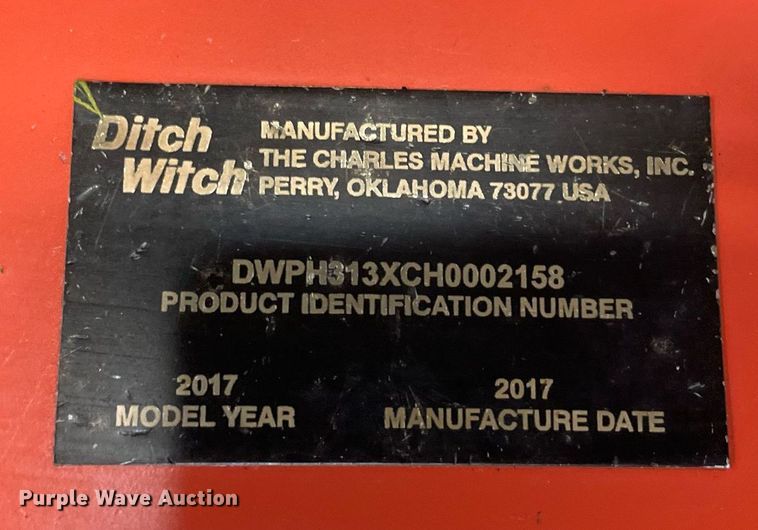 Ditch
Witch®
MANUFACTURED BY
THE CHARLES MACHINE WORKS, INC.
PERRY, OKLAHOMA 73077 USA
DWPH313XCH0002158
PRODUCT IDENTIFICATION NUMBER
2017
MODEL YEAR
2017
MANUFACTURE DATE
Purple Wave Auction